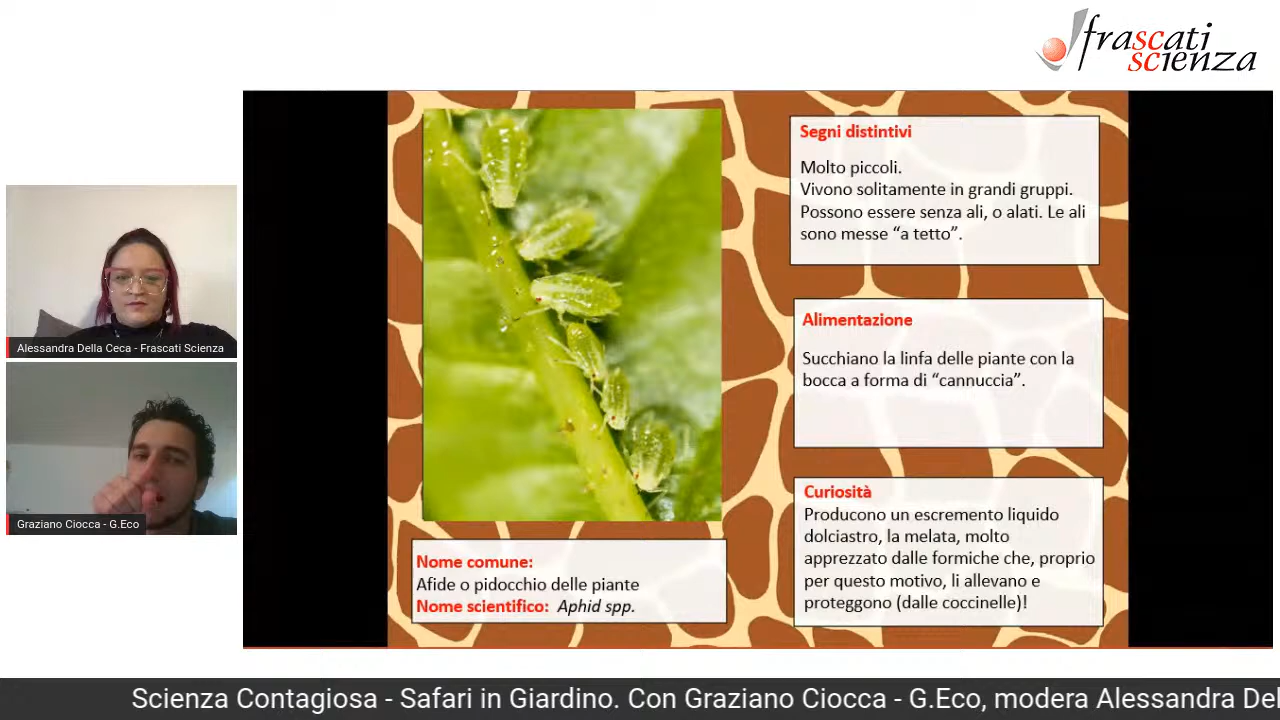 frascati
scienza
Segni distintivi
Molto piccoli.
Vivono solitamente in grandi gruppi.
Possono essere senza ali, o alati. Le ali
sono messe “a tetto”.
Alimentazione
Succhiano la linfa delle piante con la
bocca a forma di “cannuccia”.
Curiosità
Producono un escremento liquido
dolciastro, la melata, molto
apprezzato dalle formiche che, proprio
per questo motivo, li allevano e
proteggono (dalle coccinelle)!
Nome comune:
Afide o pidocchio delle piante
Nome scientifico: Aphid spp.
Alessandra Della Ceca - Frascati Scienza
Graziano Ciocca - G.Eco
Scienza Contagiosa - Safari in Giardino. Con Graziano Ciocca - G.Eco, modera Alessandra Del